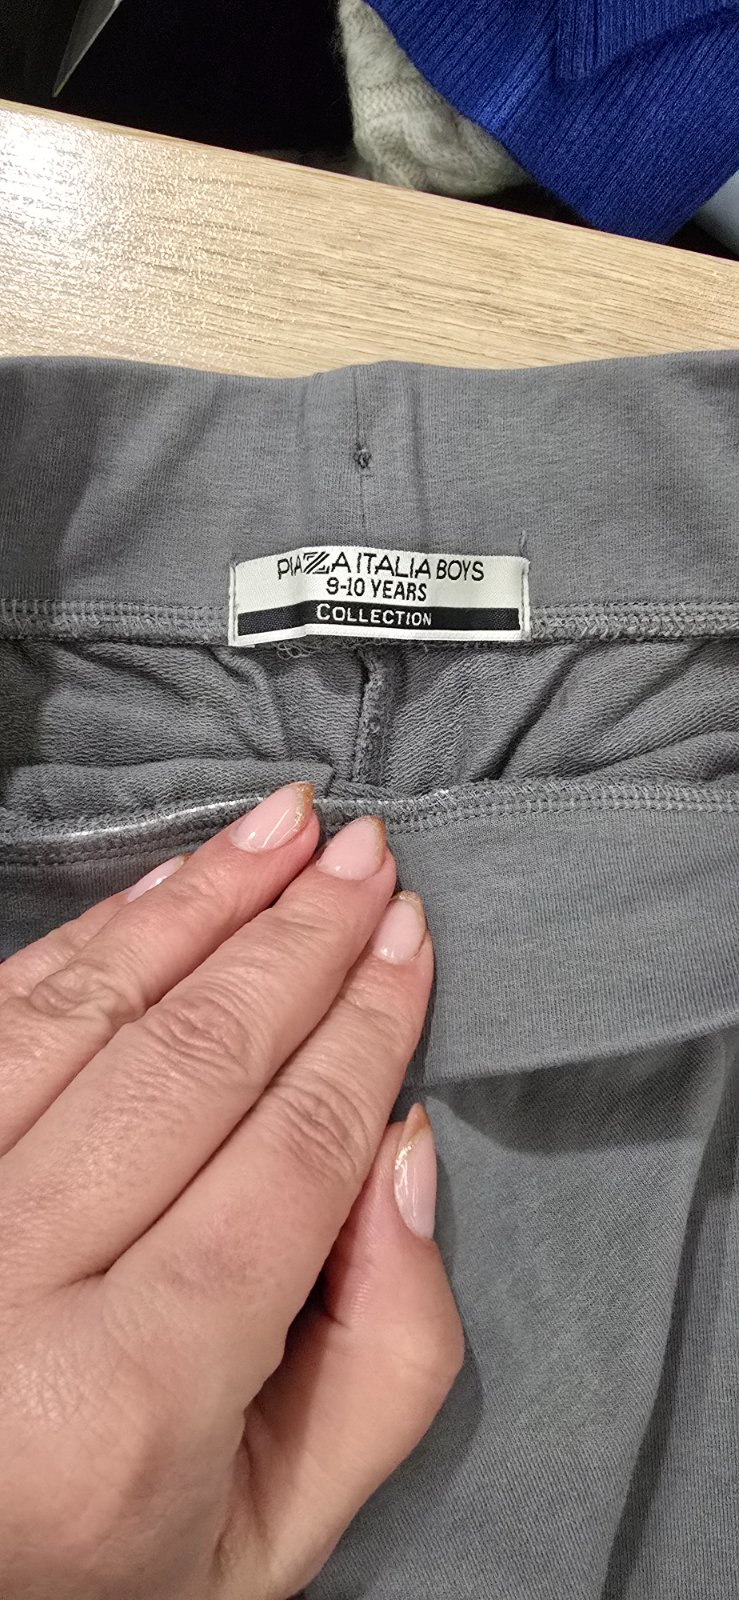 PIAZZA ITALIA BOYS
9-10 YEARS
COLLECTION